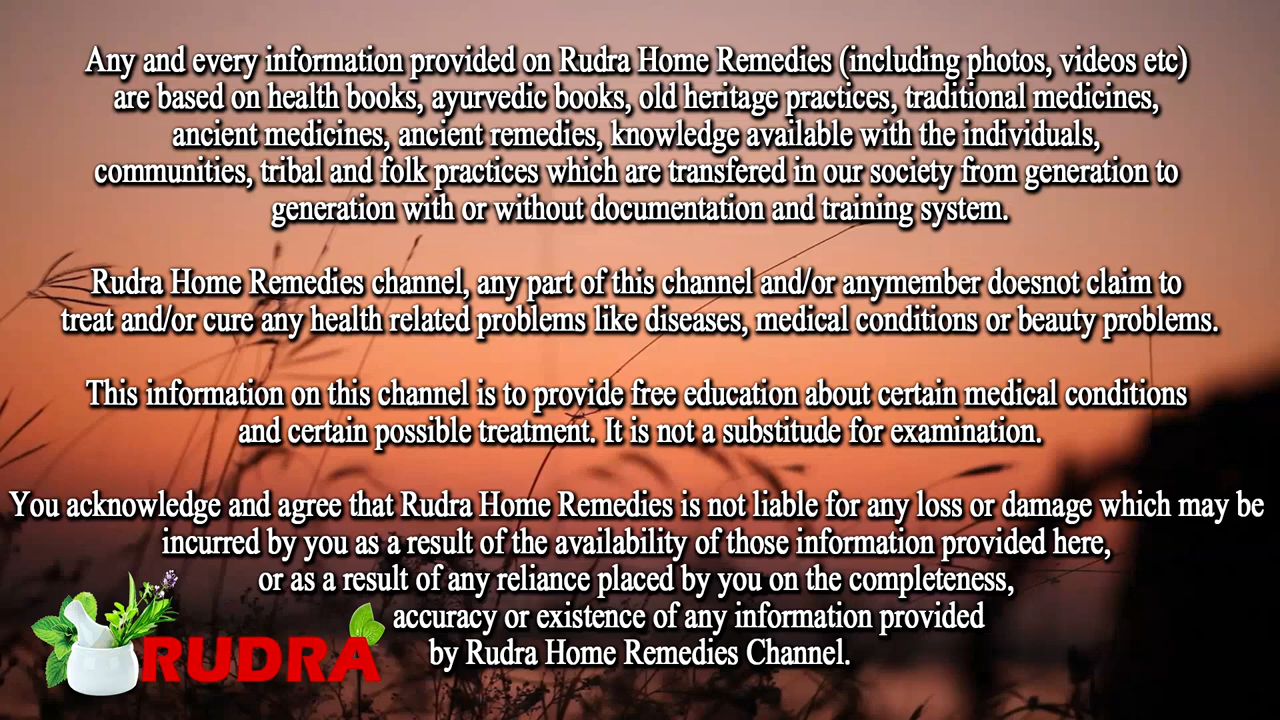 Any and every information provided on Rudra Home Remedies (including photos, videos etc)
are based on health books, ayurvedic books, old heritage practices, traditional medicines,
ancient medicines, ancient remedies, knowledge available with the individuals,
communities, tribal and folk practices which are transfered in our society from generation to
generation with or without documentation and training system.
Rudra Home Remedies channel, any part of this channel and/or anymember doesnot claim to
treat and/or cure any health related problems like diseases, medical conditions or beauty problems.
This information on this channel is to provide free education about certain medical conditions
and certain possible treatment. It is not a substitude for examination.
You acknowledge and agree that Rudra Home Remedies is not liable for any loss or damage which may be
incurred by you as a result of the availability of those information provided here,
or as a result of any reliance placed by you on the completeness,
accuracy or existence of any information provided
by Rudra Home Remedies Channel.
RUDRA